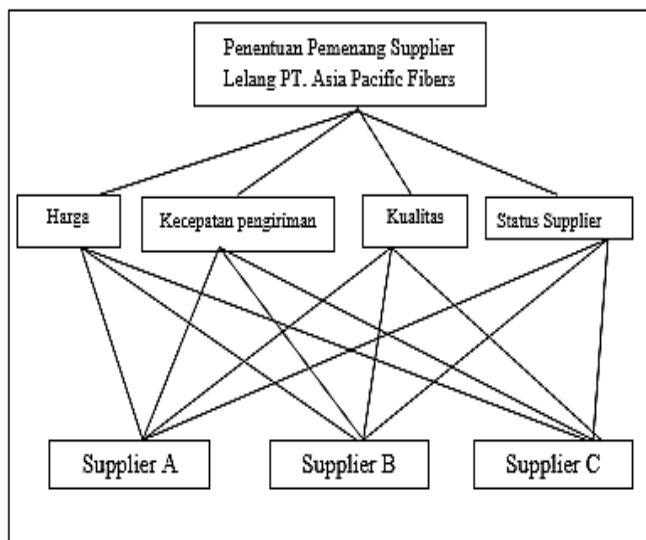 Penentuan Pemenang Supplier
Lelang PT. Asia Pacific Fibers
Harga
Kecepatan pengiriman
Kualitas
Status Supplier
Supplier A
Supplier B
Supplier C